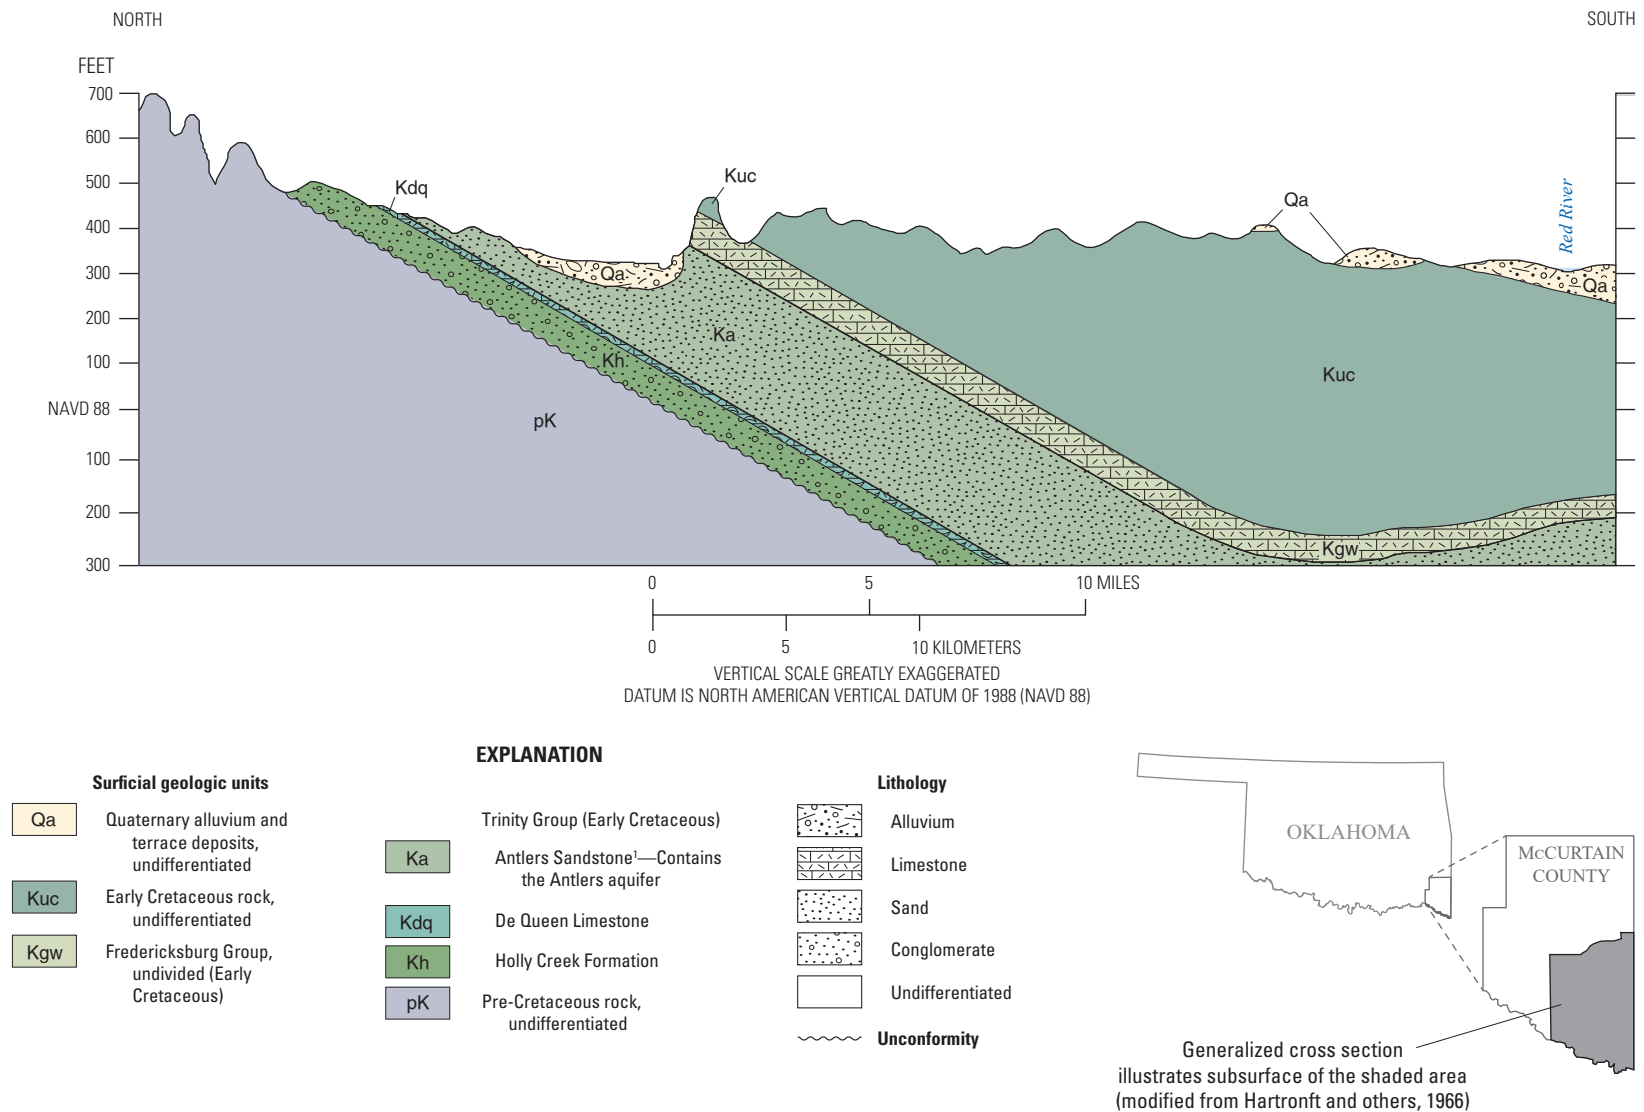 NORTH
SOUTH
FEET
700
600
500
400
300
200
100
NAVD 88
100
200
300
Kdq
Kuc
Qa
Red River
Qa
Qa
Ka
Kh
Kuc
pK
Kgw
0 5 10 MILES
0 5 10 KILOMETERS
VERTICAL SCALE GREATLY EXAGGERATED
DATUM IS NORTH AMERICAN VERTICAL DATUM OF 1988 (NAVD 88)
EXPLANATION
Surficial geologic units
Qa Quaternary alluvium and
terrace deposits,
undifferentiated
Kuc Early Cretaceous rock,
undifferentiated
Kgw Fredericksburg Group,
undivided (Early
Cretaceous)
Trinity Group (Early Cretaceous)
Ka Antlers Sandstone¹—Contains
the Antlers aquifer
Kdq De Queen Limestone
Kh Holly Creek Formation
pK Pre-Cretaceous rock,
undifferentiated
Lithology
Alluvium
Limestone
Sand
Conglomerate
Undifferentiated
Unconformity
OKLAHOMA
McCURTAIN
COUNTY
Generalized cross section
illustrates subsurface of the shaded area
(modified from Hartronft and others, 1966)